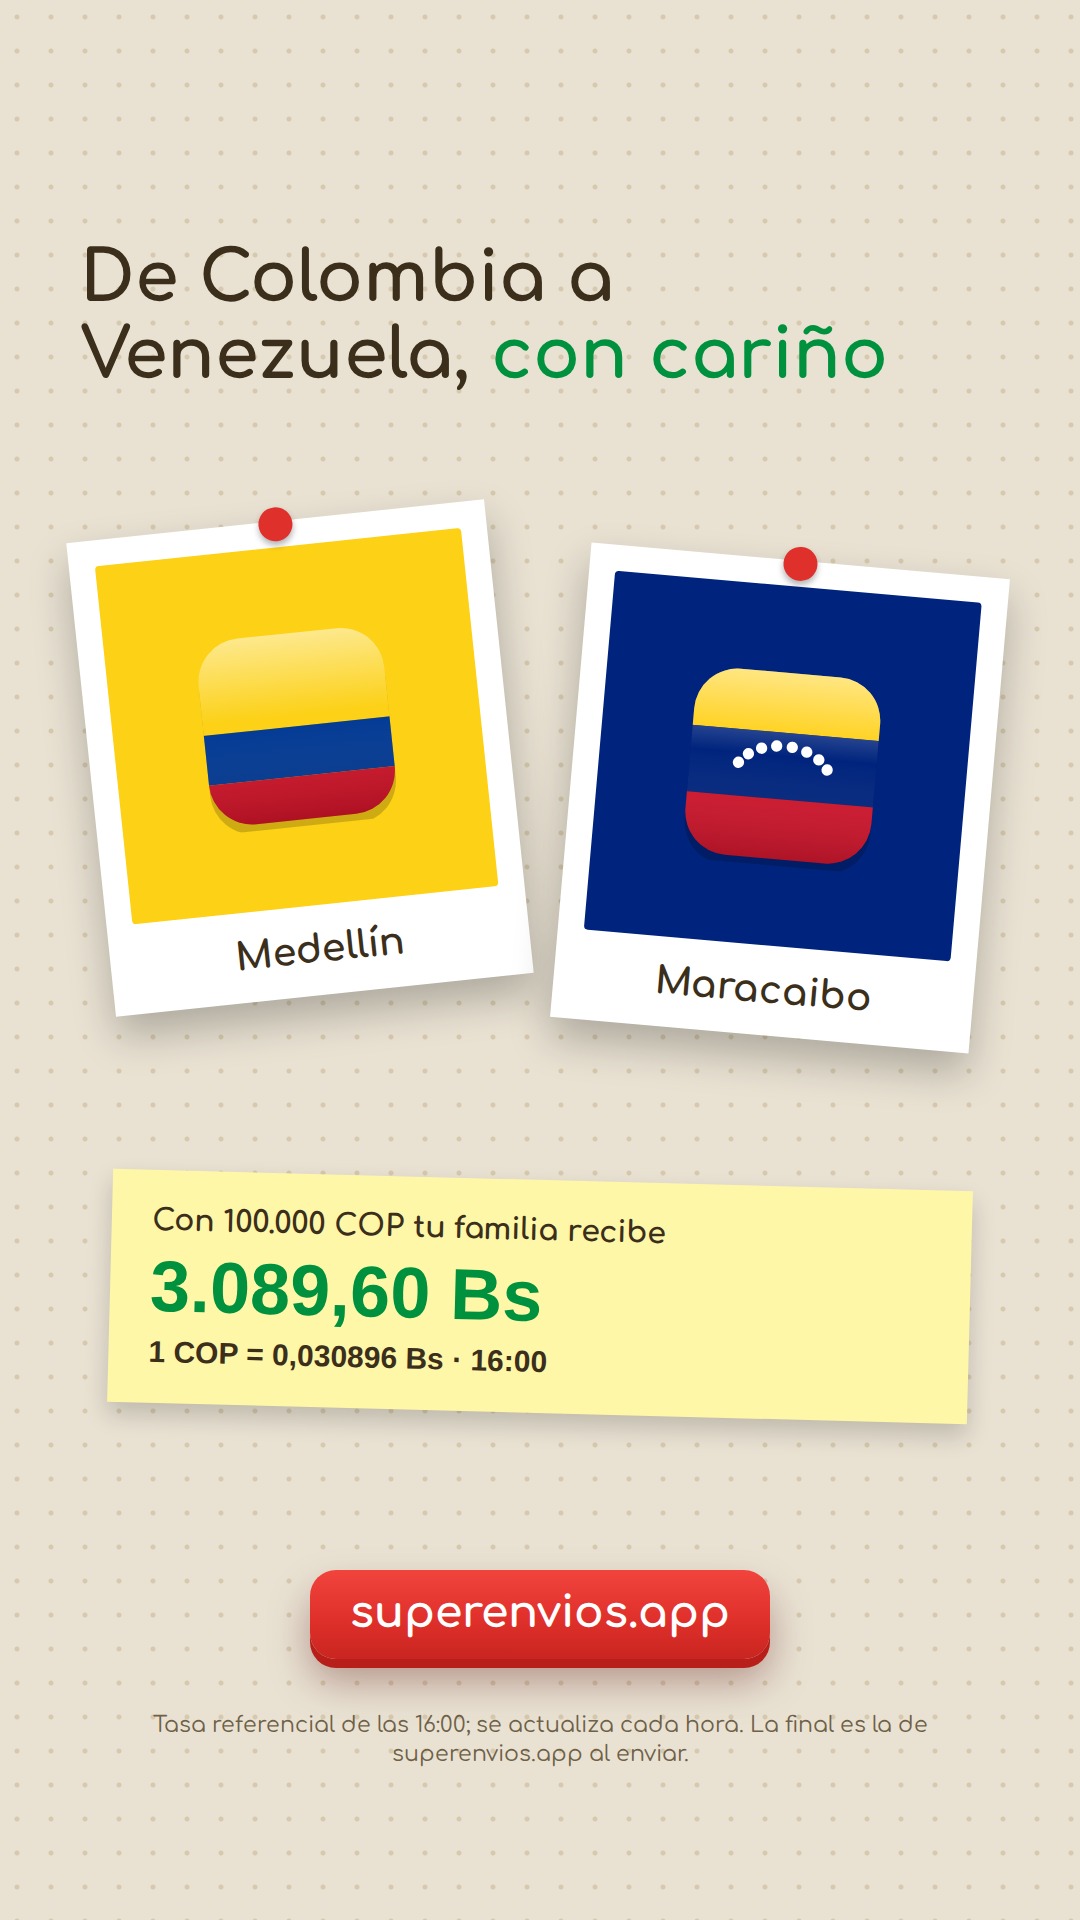 De Colombia a
Venezuela, con cariño
Medellín
Maracaibo
Con 100.000 COP tu familia recibe
3.089,60 Bs
1 COP = 0,030896 Bs · 16:00
superenvios.app
Tasa referencial de las 16:00; se actualiza cada hora. La final es la de
superenvios.app al enviar.